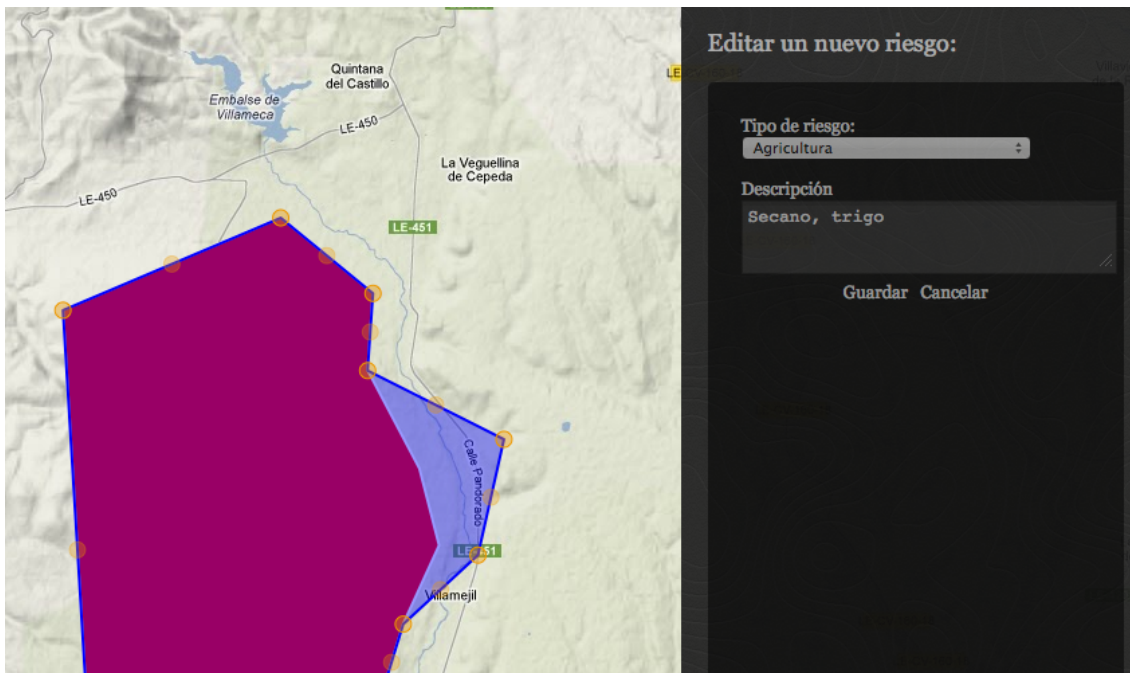 Quintana
del Castillo
Embalse de
Villameca
LE-450
La Veguellina
de Cepeda
LE-450
LE-451
Calle Pandorado
LE-451
Villamejil
LE
Editar un nuevo riesgo:
Tipo de riesgo:
Agricultura
Descripción
Secano, trigo
Guardar Cancelar